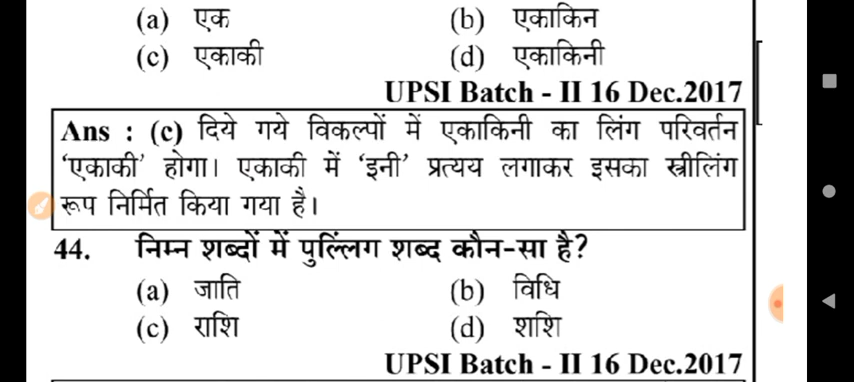 (a) एक (b) एकाकिन
(c) एकाकी (d) एकाकिनी
UPSI Batch - II 16 Dec.2017
Ans : (c) दिये गये विकल्पों में एकाकिनी का लिंग परिवर्तन
'एकाकी' होगा। एकाकी में 'इनी' प्रत्यय लगाकर इसका स्त्रीलिंग
रूप निर्मित किया गया है।
44. निम्न शब्दों में पुल्लिंग शब्द कौन-सा है?
(a) जाति (b) विधि
(c) राशि (d) शशि
UPSI Batch - II 16 Dec.2017